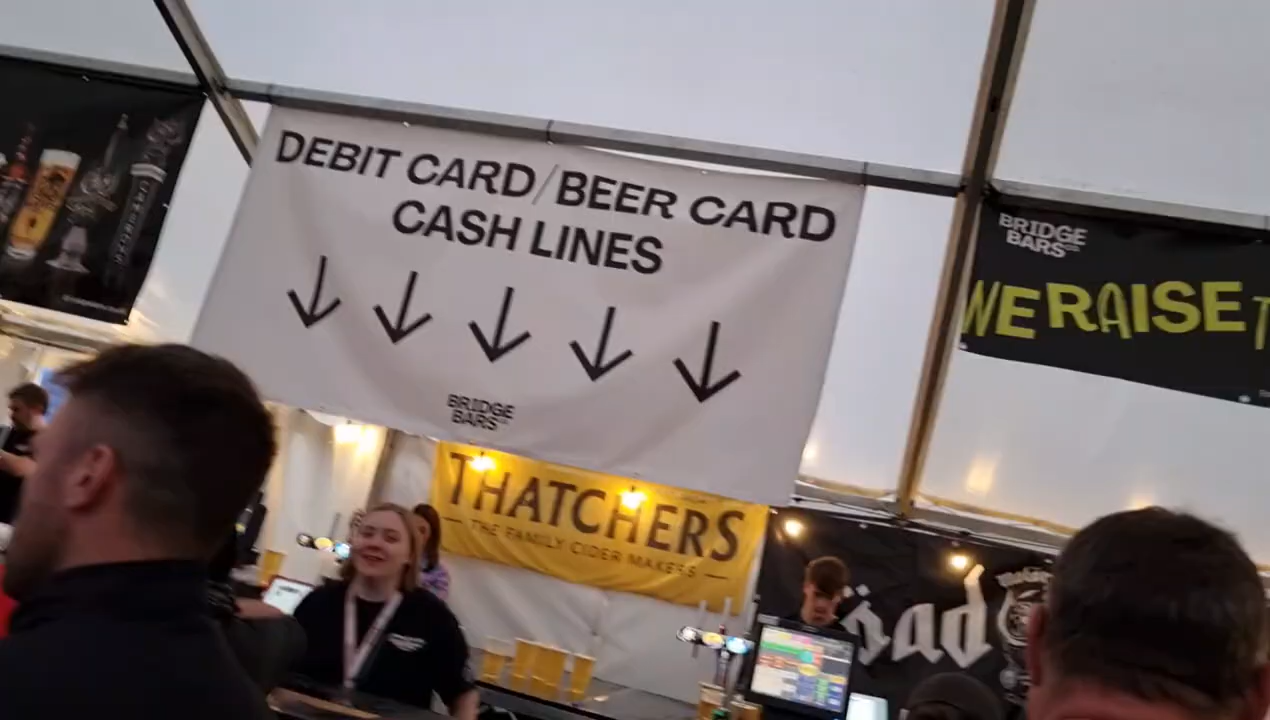 DEBIT CARD/BEER CARD
CASH LINES
BRIDGE
BARS
BRIDGE
BARS
WE RAISE
THATCHERS
— THE FAMILY CIDER MAKERS —